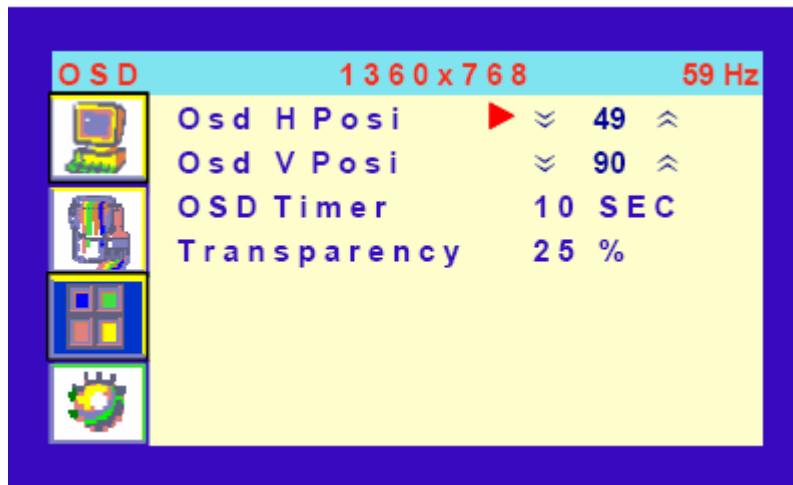 OSD 1360x768 59 Hz
Osd H Posi 49
Osd V Posi 90
OSD Timer 10 SEC
Transparency 25 %